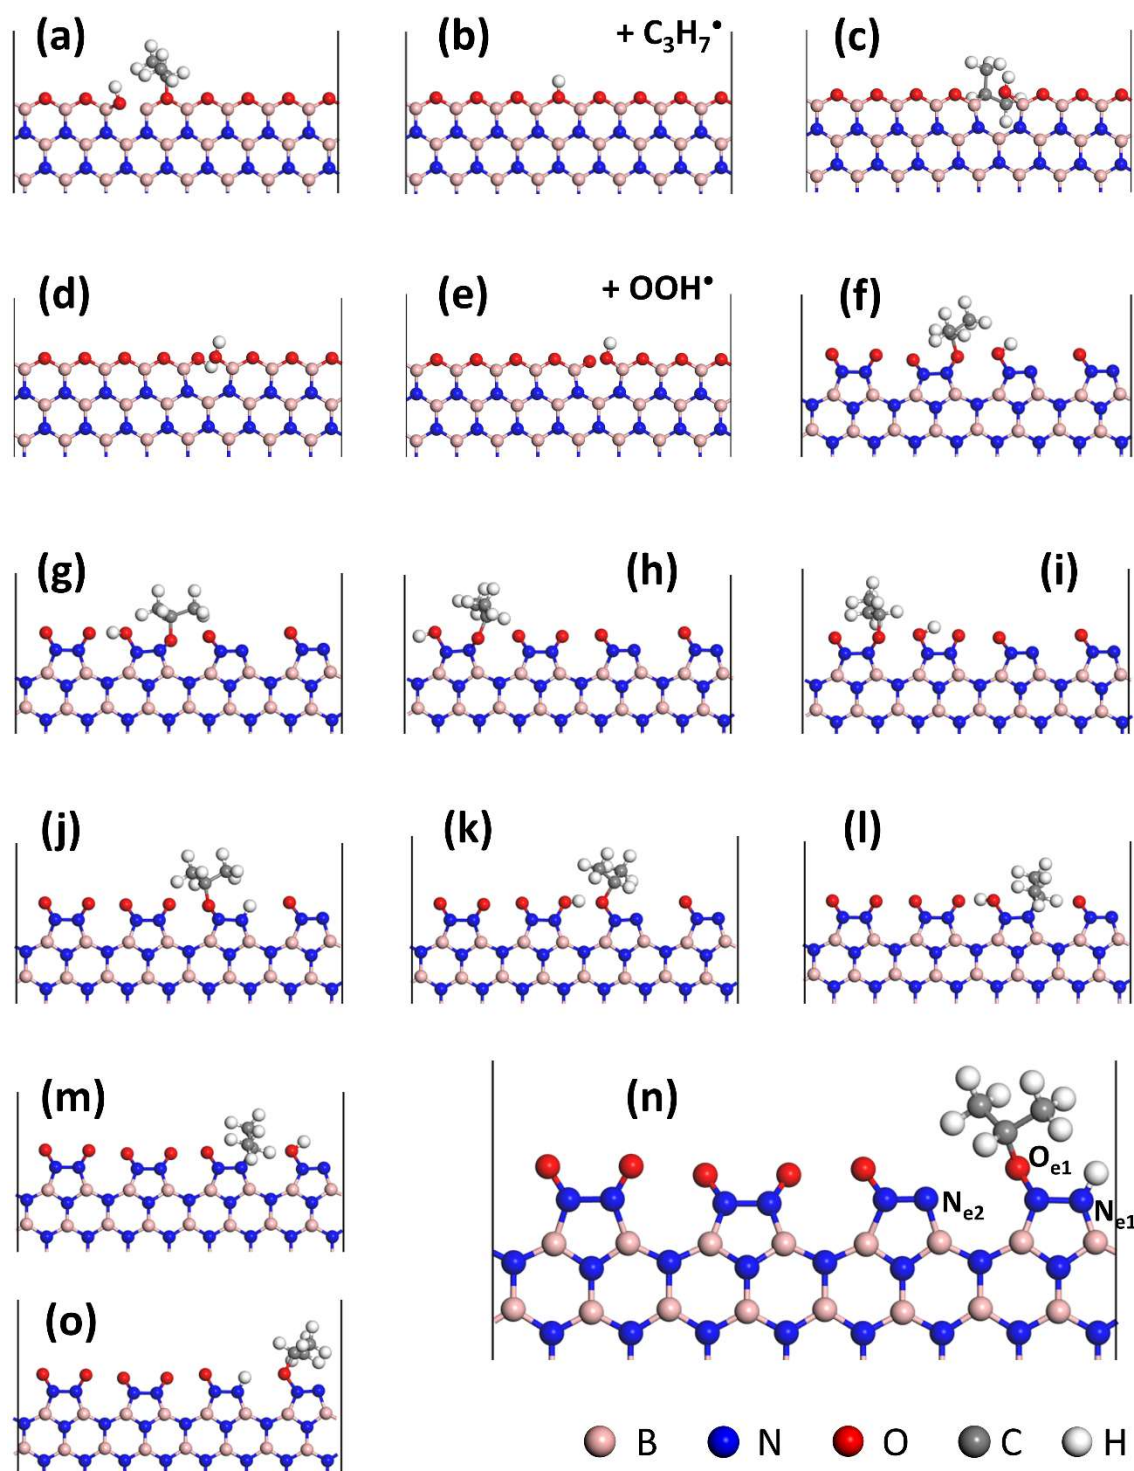 (a)
(b)
+ C₃H₇•
(c)
(d)
(e)
+ OOH•
(f)
(g)
(h)
(i)
(j)
(k)
(l)
(m)
(n)
Oₑ₁
Nₑ₂
Nₑ₁
(o)
B N O C H